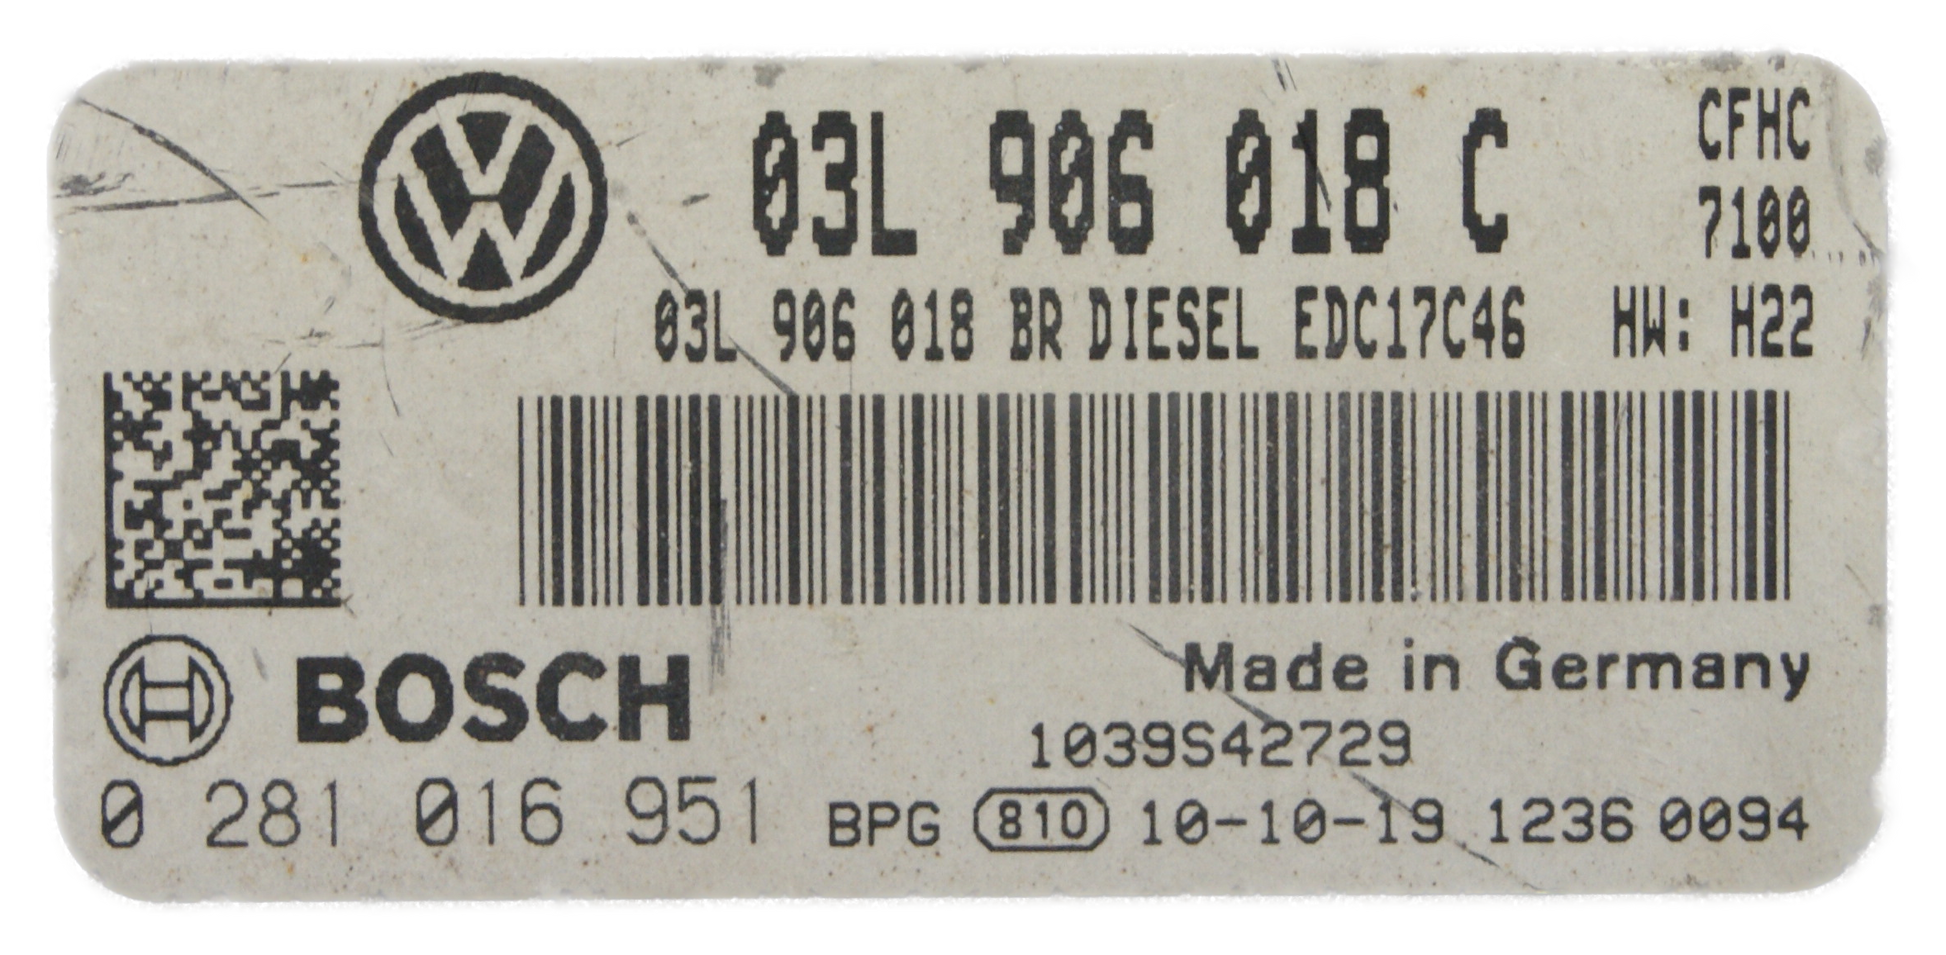 03L 906 018 C
CFHC
7100
03L 906 018 BR DIESEL EDC17C46 HW: H22
BOSCH
Made in Germany
1039S42729
0 281 016 951 BPG 810 10-10-19 1236 0094